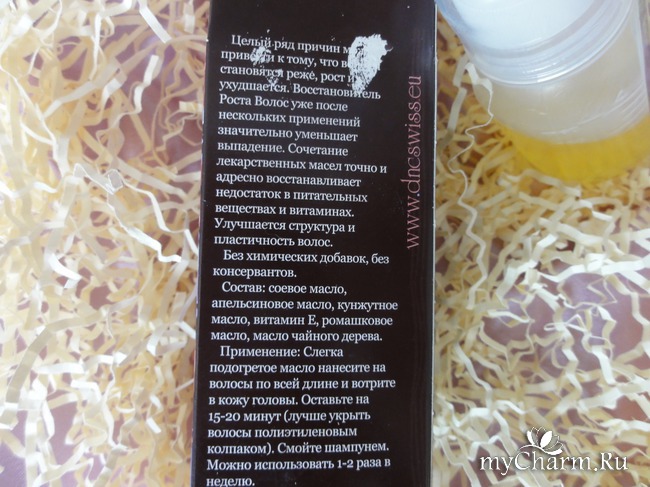 Целый ряд причин
к тому, что
становятся реже, рост
ухудшается. Восстановитель
Роста Волос уже после
нескольких применений
значительно уменьшает
выпадение. Сочетание
лекарственных масел точно и
адресно восстанавливает
недостаток в питательных
веществах и витаминах.
Улучшается структура и
пластичность волос.
Без химических добавок, без
консервантов.
Состав: соевое масло,
апельсиновое масло, кунжутное
масло, витамин Е, ромашковое
масло, масло чайного дерева.
Применение: Слегка
подогретое масло нанесите на
волосы по всей длине и вотрите
в кожу головы. Оставьте на
15-20 минут (лучше укрыть
волосы полиэтиленовым
колпаком). Смойте шампунем.
Можно использовать 1-2 раза в
неделю.
www.dncswiss.eu
myCharm.Ru